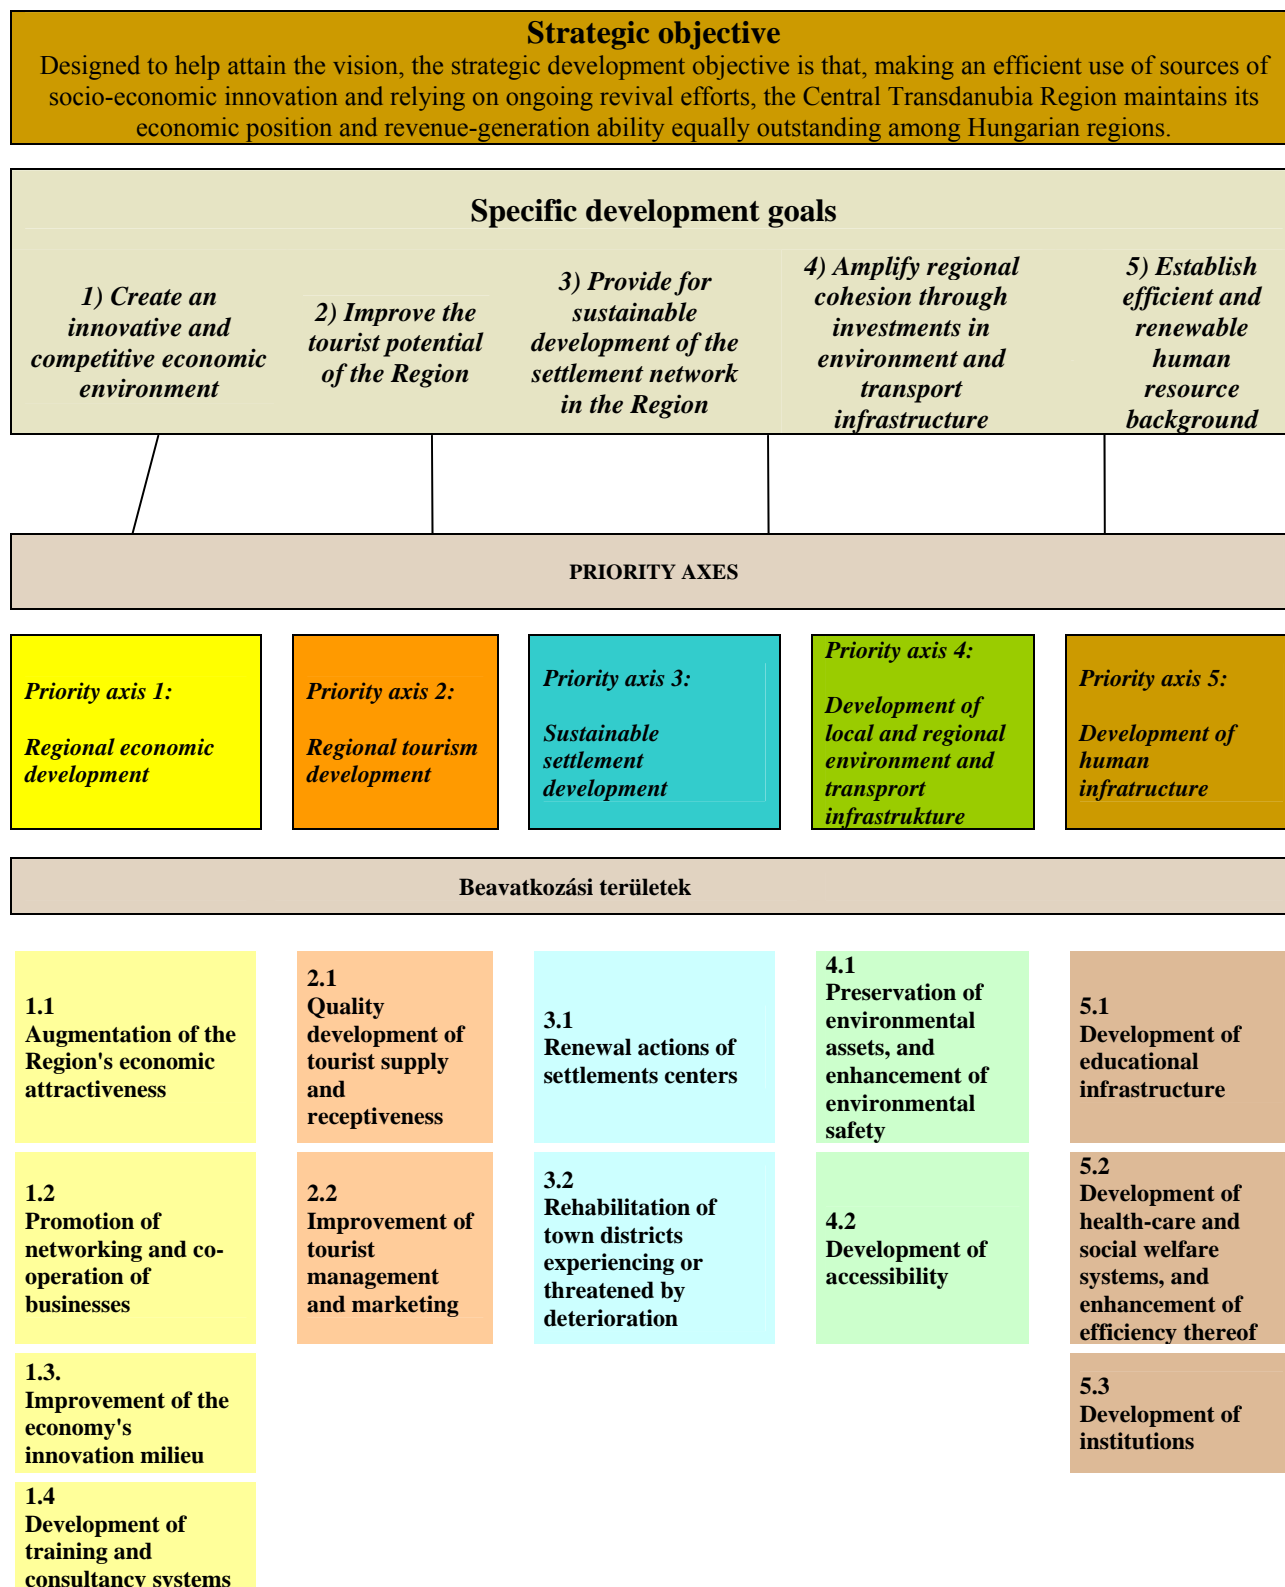 Strategic objective
Designed to help attain the vision, the strategic development objective is that, making an efficient use of sources of
socio-economic innovation and relying on ongoing revival efforts, the Central Transdanubia Region maintains its
economic position and revenue-generation ability equally outstanding among Hungarian regions.
Specific development goals
1) Create an
innovative and
competitive economic
environment
2) Improve the
tourist potential
of the Region
3) Provide for
sustainable
development of the
settlement network
in the Region
4) Amplify regional
cohesion through
investments in
environment and
transport
infrastructure
5) Establish
efficient and
renewable
human
resource
background
PRIORITY AXES
Priority axis 1:
Regional economic
development
Priority axis 2:
Regional tourism
development
Priority axis 3:
Sustainable
settlement
development
Priority axis 4:
Development of
local and regional
environment and
transprort
infrastrukture
Priority axis 5:
Development of
human
infratructure
Beavatkozási területek
1.1
Augmentation of the
Region's economic
attractiveness
2.1
Quality
development of
tourist supply
and
receptiveness
3.1
Renewal actions of
settlements centers
4.1
Preservation of
environmental
assets, and
enhancement of
environmental
safety
5.1
Development of
educational
infrastructure
1.2
Promotion of
networking and co-
operation of
businesses
2.2
Improvement of
tourist
management
and marketing
3.2
Rehabilitation of
town districts
experiencing or
threatened by
deterioration
4.2
Development of
accessibility
5.2
Development of
health-care and
social welfare
systems, and
enhancement of
efficiency thereof
1.3.
Improvement of the
economy's
innovation milieu
5.3
Development of
institutions
1.4
Development of
training and
consultancy systems